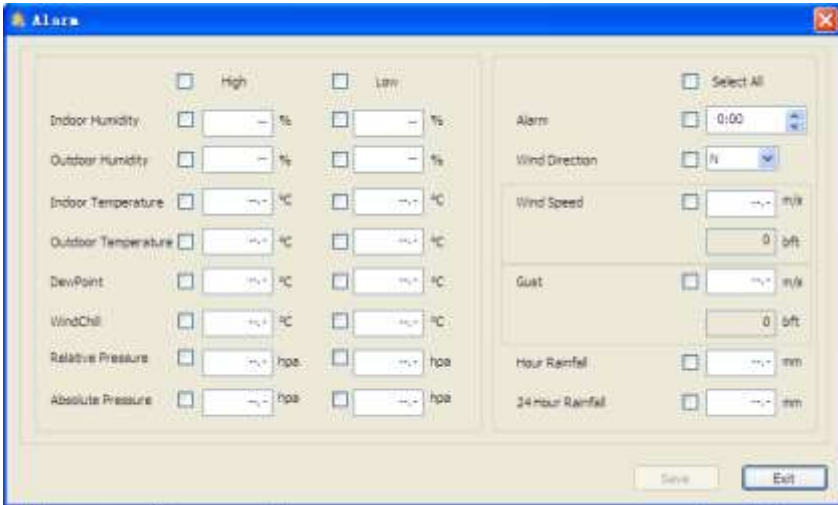 Alarm
High Low
Indoor Humidity -- % -- %
Outdoor Humidity -- % -- %
Indoor Temperature --.- °C --.- °C
Outdoor Temperature --.- °C --.- °C
DewPoint --.- °C --.- °C
WindChill --.- °C --.- °C
Relative Pressure --.- hpa --.- hpa
Absolute Pressure --.- hpa --.- hpa
Select All
Alarm 0:00
Wind Direction N
Wind Speed --.- m/s
0 bft
Gust --.- m/s
0 bft
Hour Rainfall --.- mm
24 Hour Rainfall --.- mm
Save Exit